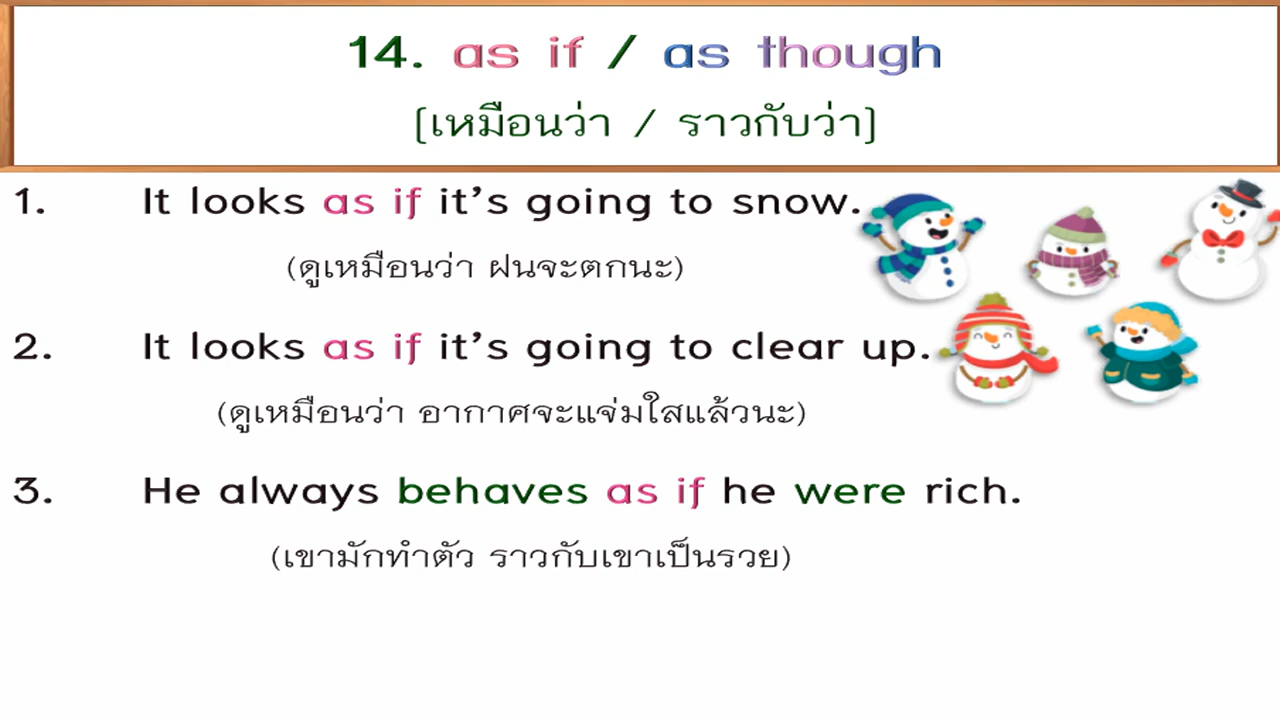 14. as if / as though
[เหมือนว่า / ราวกับว่า]
1. It looks as if it's going to snow.
(ดูเหมือนว่า ฝนจะตกนะ)
2. It looks as if it's going to clear up.
(ดูเหมือนว่า อากาศจะแจ่มใสแล้วนะ)
3. He always behaves as if he were rich.
(เขามักทำตัว ราวกับเขาเป็นรวย)